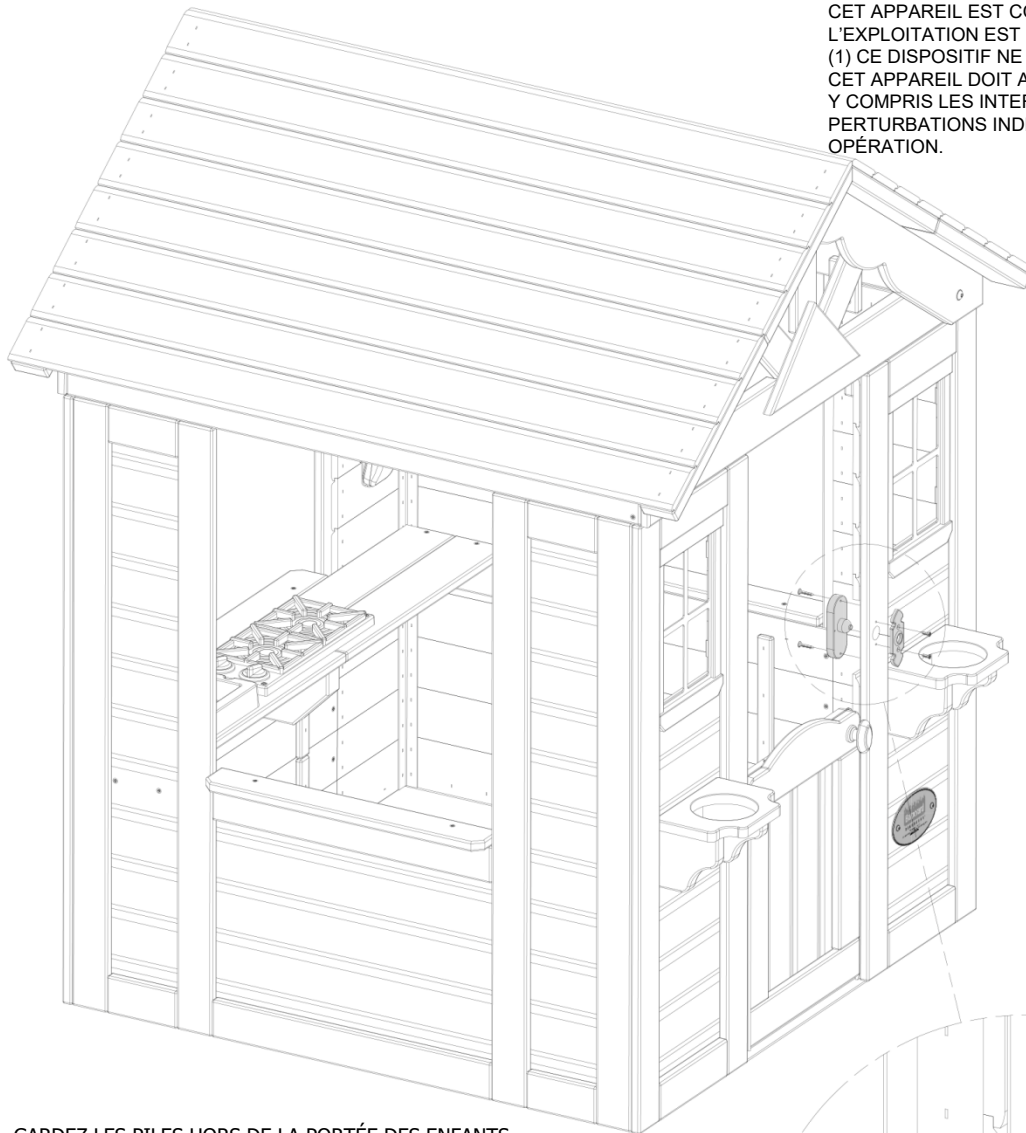 CET APPAREIL EST CO
L'EXPLOITATION EST
(1) CE DISPOSITIF NE
CET APPAREIL DOIT A
Y COMPRIS LES INTER
PERTURBATIONS INDÉ
OPÉRATION.
GARDEZ LES PILES HORS DE LA PORTÉE DES ENFANTS